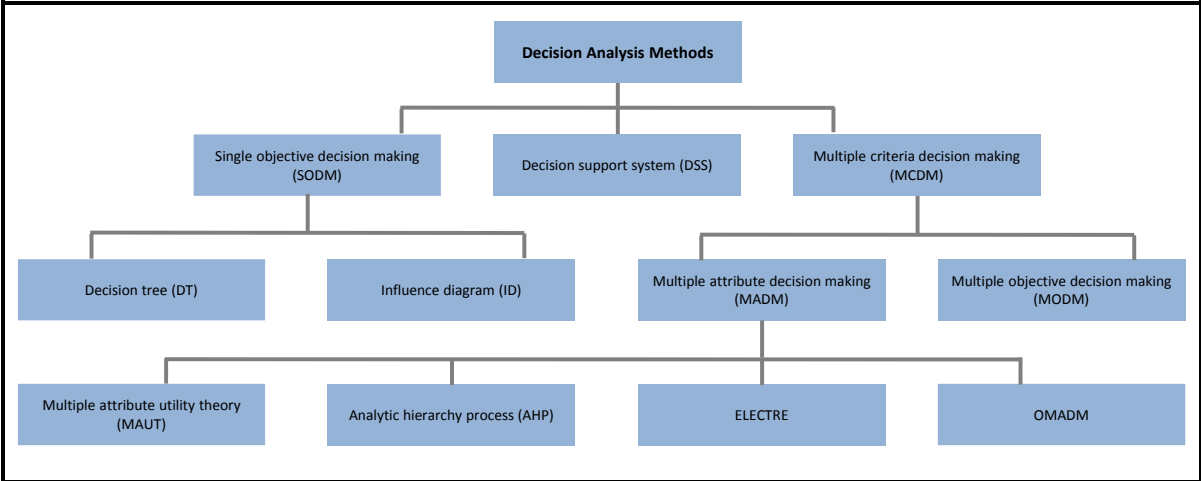 Decision Analysis Methods
Single objective decision making
(SODM)
Decision support system (DSS)
Multiple criteria decision making
(MCDM)
Decision tree (DT)
Influence diagram (ID)
Multiple attribute decision making
(MADM)
Multiple objective decision making
(MODM)
Multiple attribute utility theory
(MAUT)
Analytic hierarchy process (AHP)
ELECTRE
OMADM